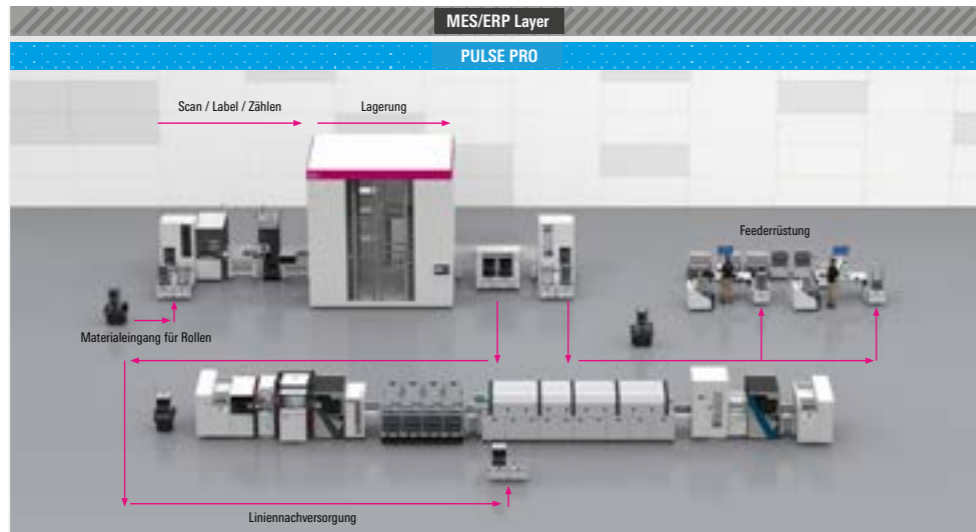 MES/ERP Layer
PULSE PRO
Scan / Label / Zählen
Lagerung
Feederrüstung
Materialeingang für Rollen
Liniennachversorgung